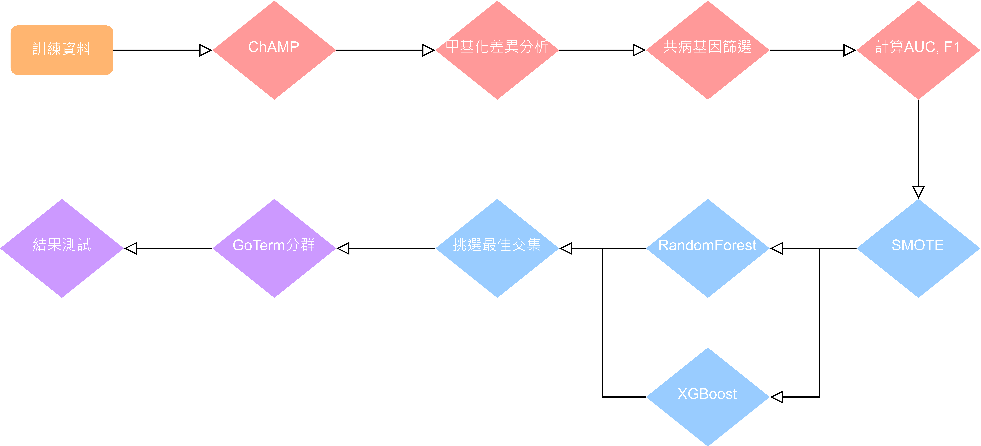 訓練資料
ChAMP
甲基化差異分析
共病基因篩選
計算AUC, F1
SMOTE
RandomForest
XGBoost
挑選最佳交集
GoTerm分群
結果測試